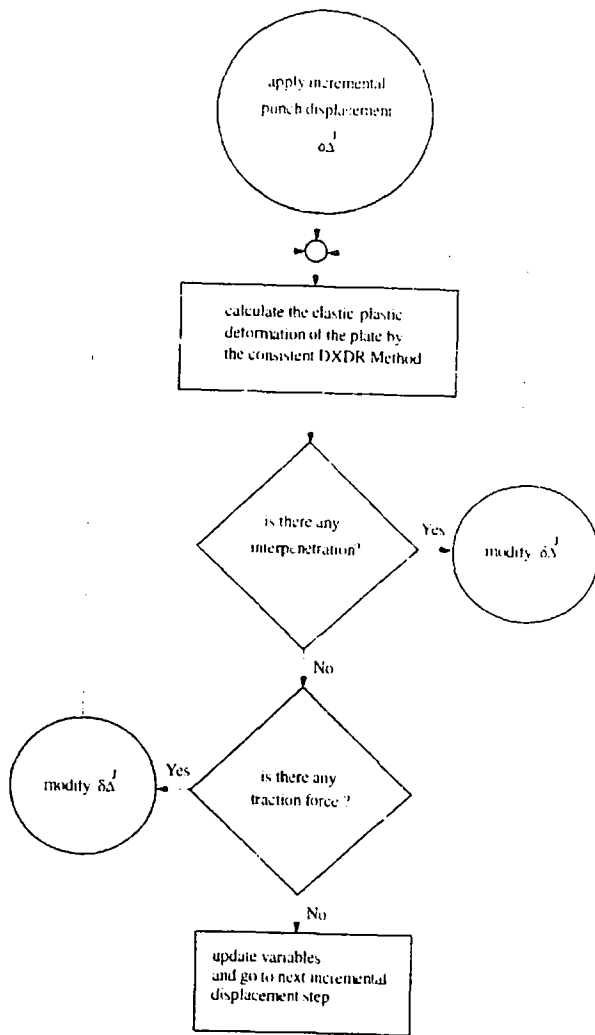 apply incremental
punch displacement
δΔ^J
calculate the elastic-plastic
deformation of the plate by
the consistent DXDR Method
is there any
interpenetration?
Yes
modify δΔ^J
No
is there any
traction force ?
Yes
modify δΔ^J
No
update variables
and go to next incremental
displacement step